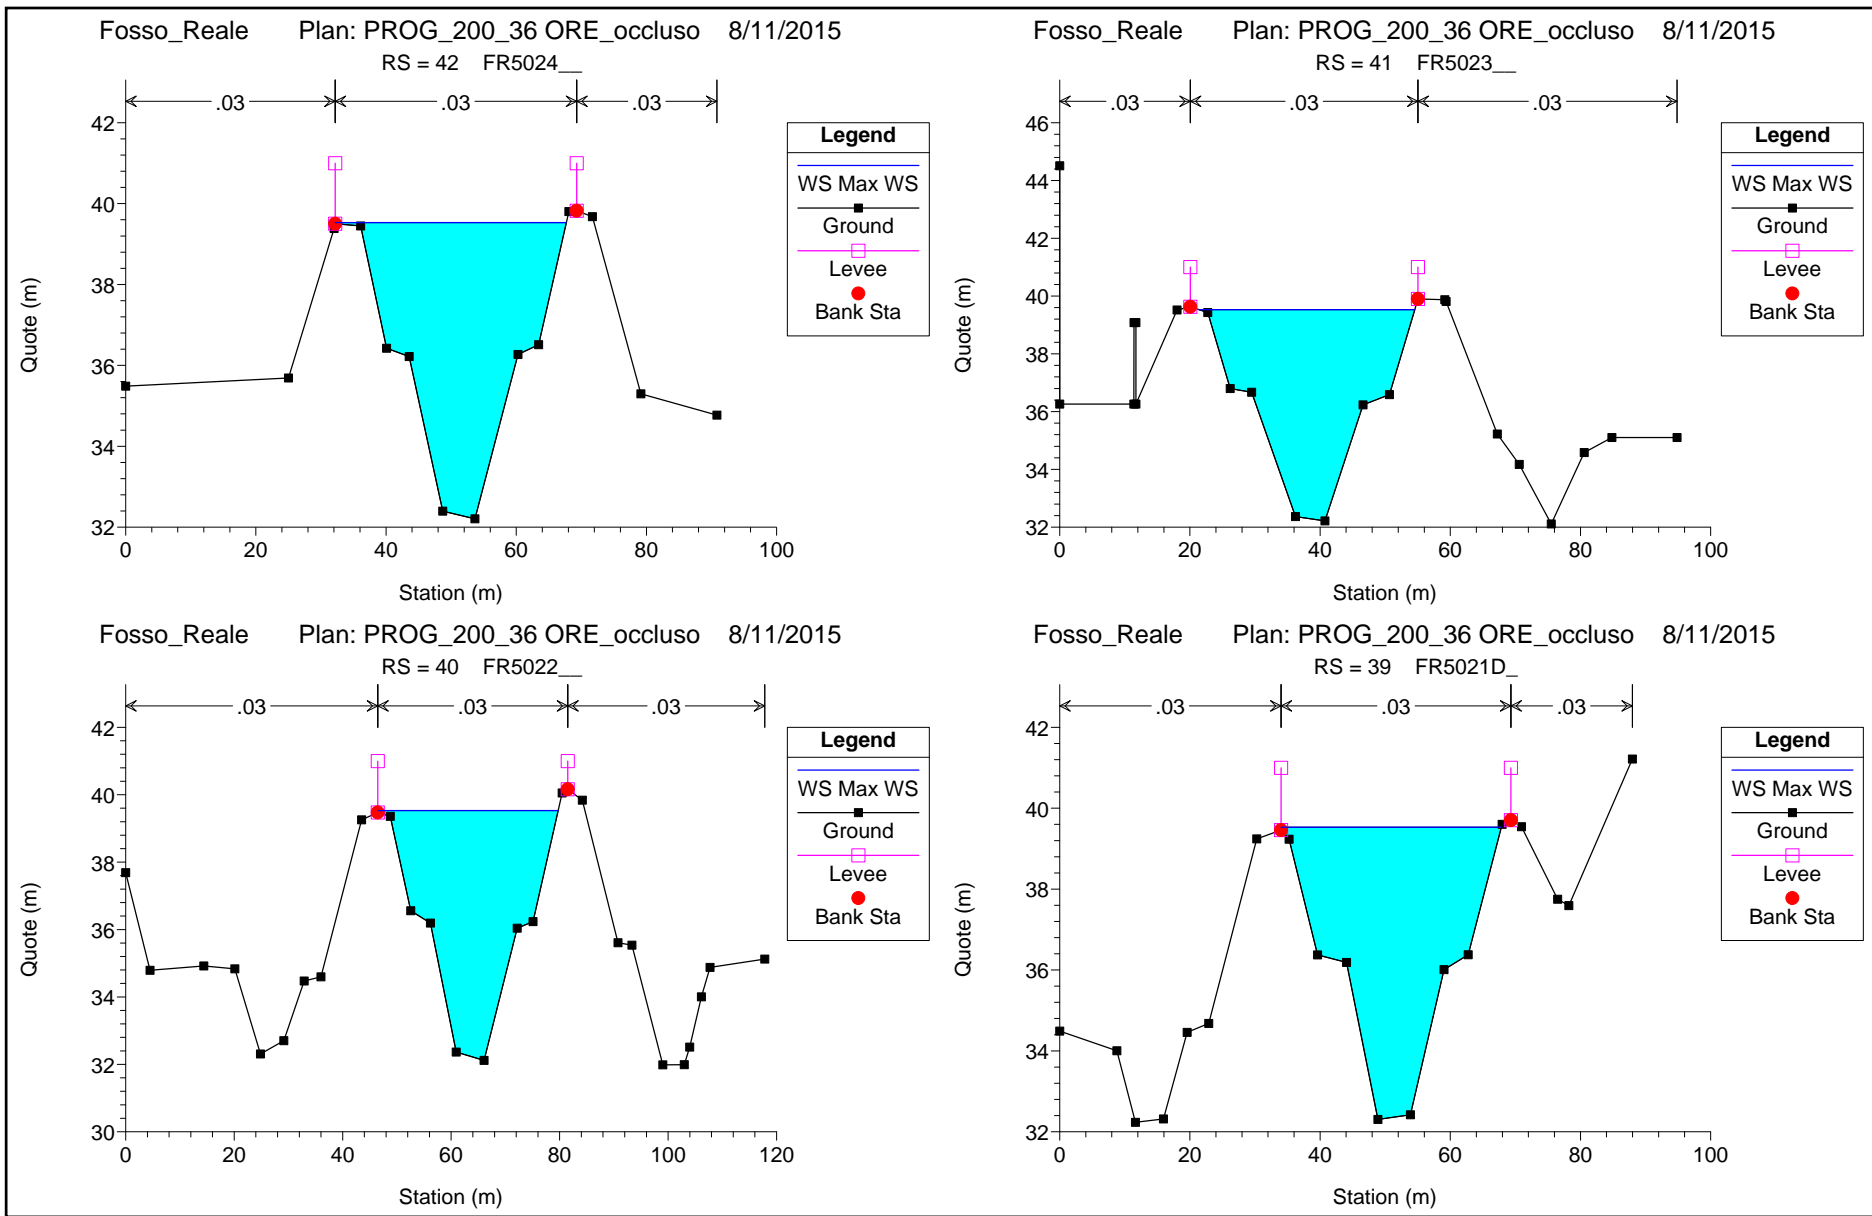 Fosso_Reale Plan: PROG_200_36 ORE_occluso 8/11/2015
RS = 42 FR5024__
.03 .03 .03
42
40
38
36
34
32
0 20 40 60 80 100
Station (m)
Quote (m)
Legend
WS Max WS
Ground
Levee
Bank Sta
Fosso_Reale Plan: PROG_200_36 ORE_occluso 8/11/2015
RS = 41 FR5023__
.03 .03 .03
46
44
42
40
38
36
34
32
0 20 40 60 80 100
Station (m)
Quote (m)
Legend
WS Max WS
Ground
Levee
Bank Sta
Fosso_Reale Plan: PROG_200_36 ORE_occluso 8/11/2015
RS = 40 FR5022__
.03 .03 .03
42
40
38
36
34
32
30
0 20 40 60 80 100 120
Station (m)
Quote (m)
Legend
WS Max WS
Ground
Levee
Bank Sta
Fosso_Reale Plan: PROG_200_36 ORE_occluso 8/11/2015
RS = 39 FR5021D_
.03 .03 .03
42
40
38
36
34
32
0 20 40 60 80 100
Station (m)
Quote (m)
Legend
WS Max WS
Ground
Levee
Bank Sta